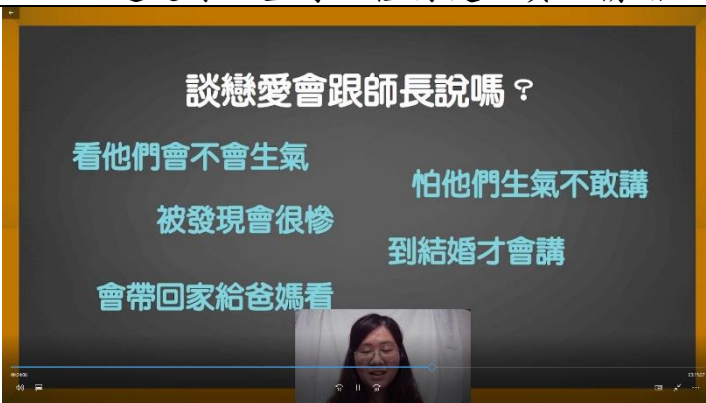 談戀愛會跟師長說嗎？
看他們會不會生氣
怕他們生氣不敢講
被發現會很慘
到結婚才會講
會帶回家給爸媽看